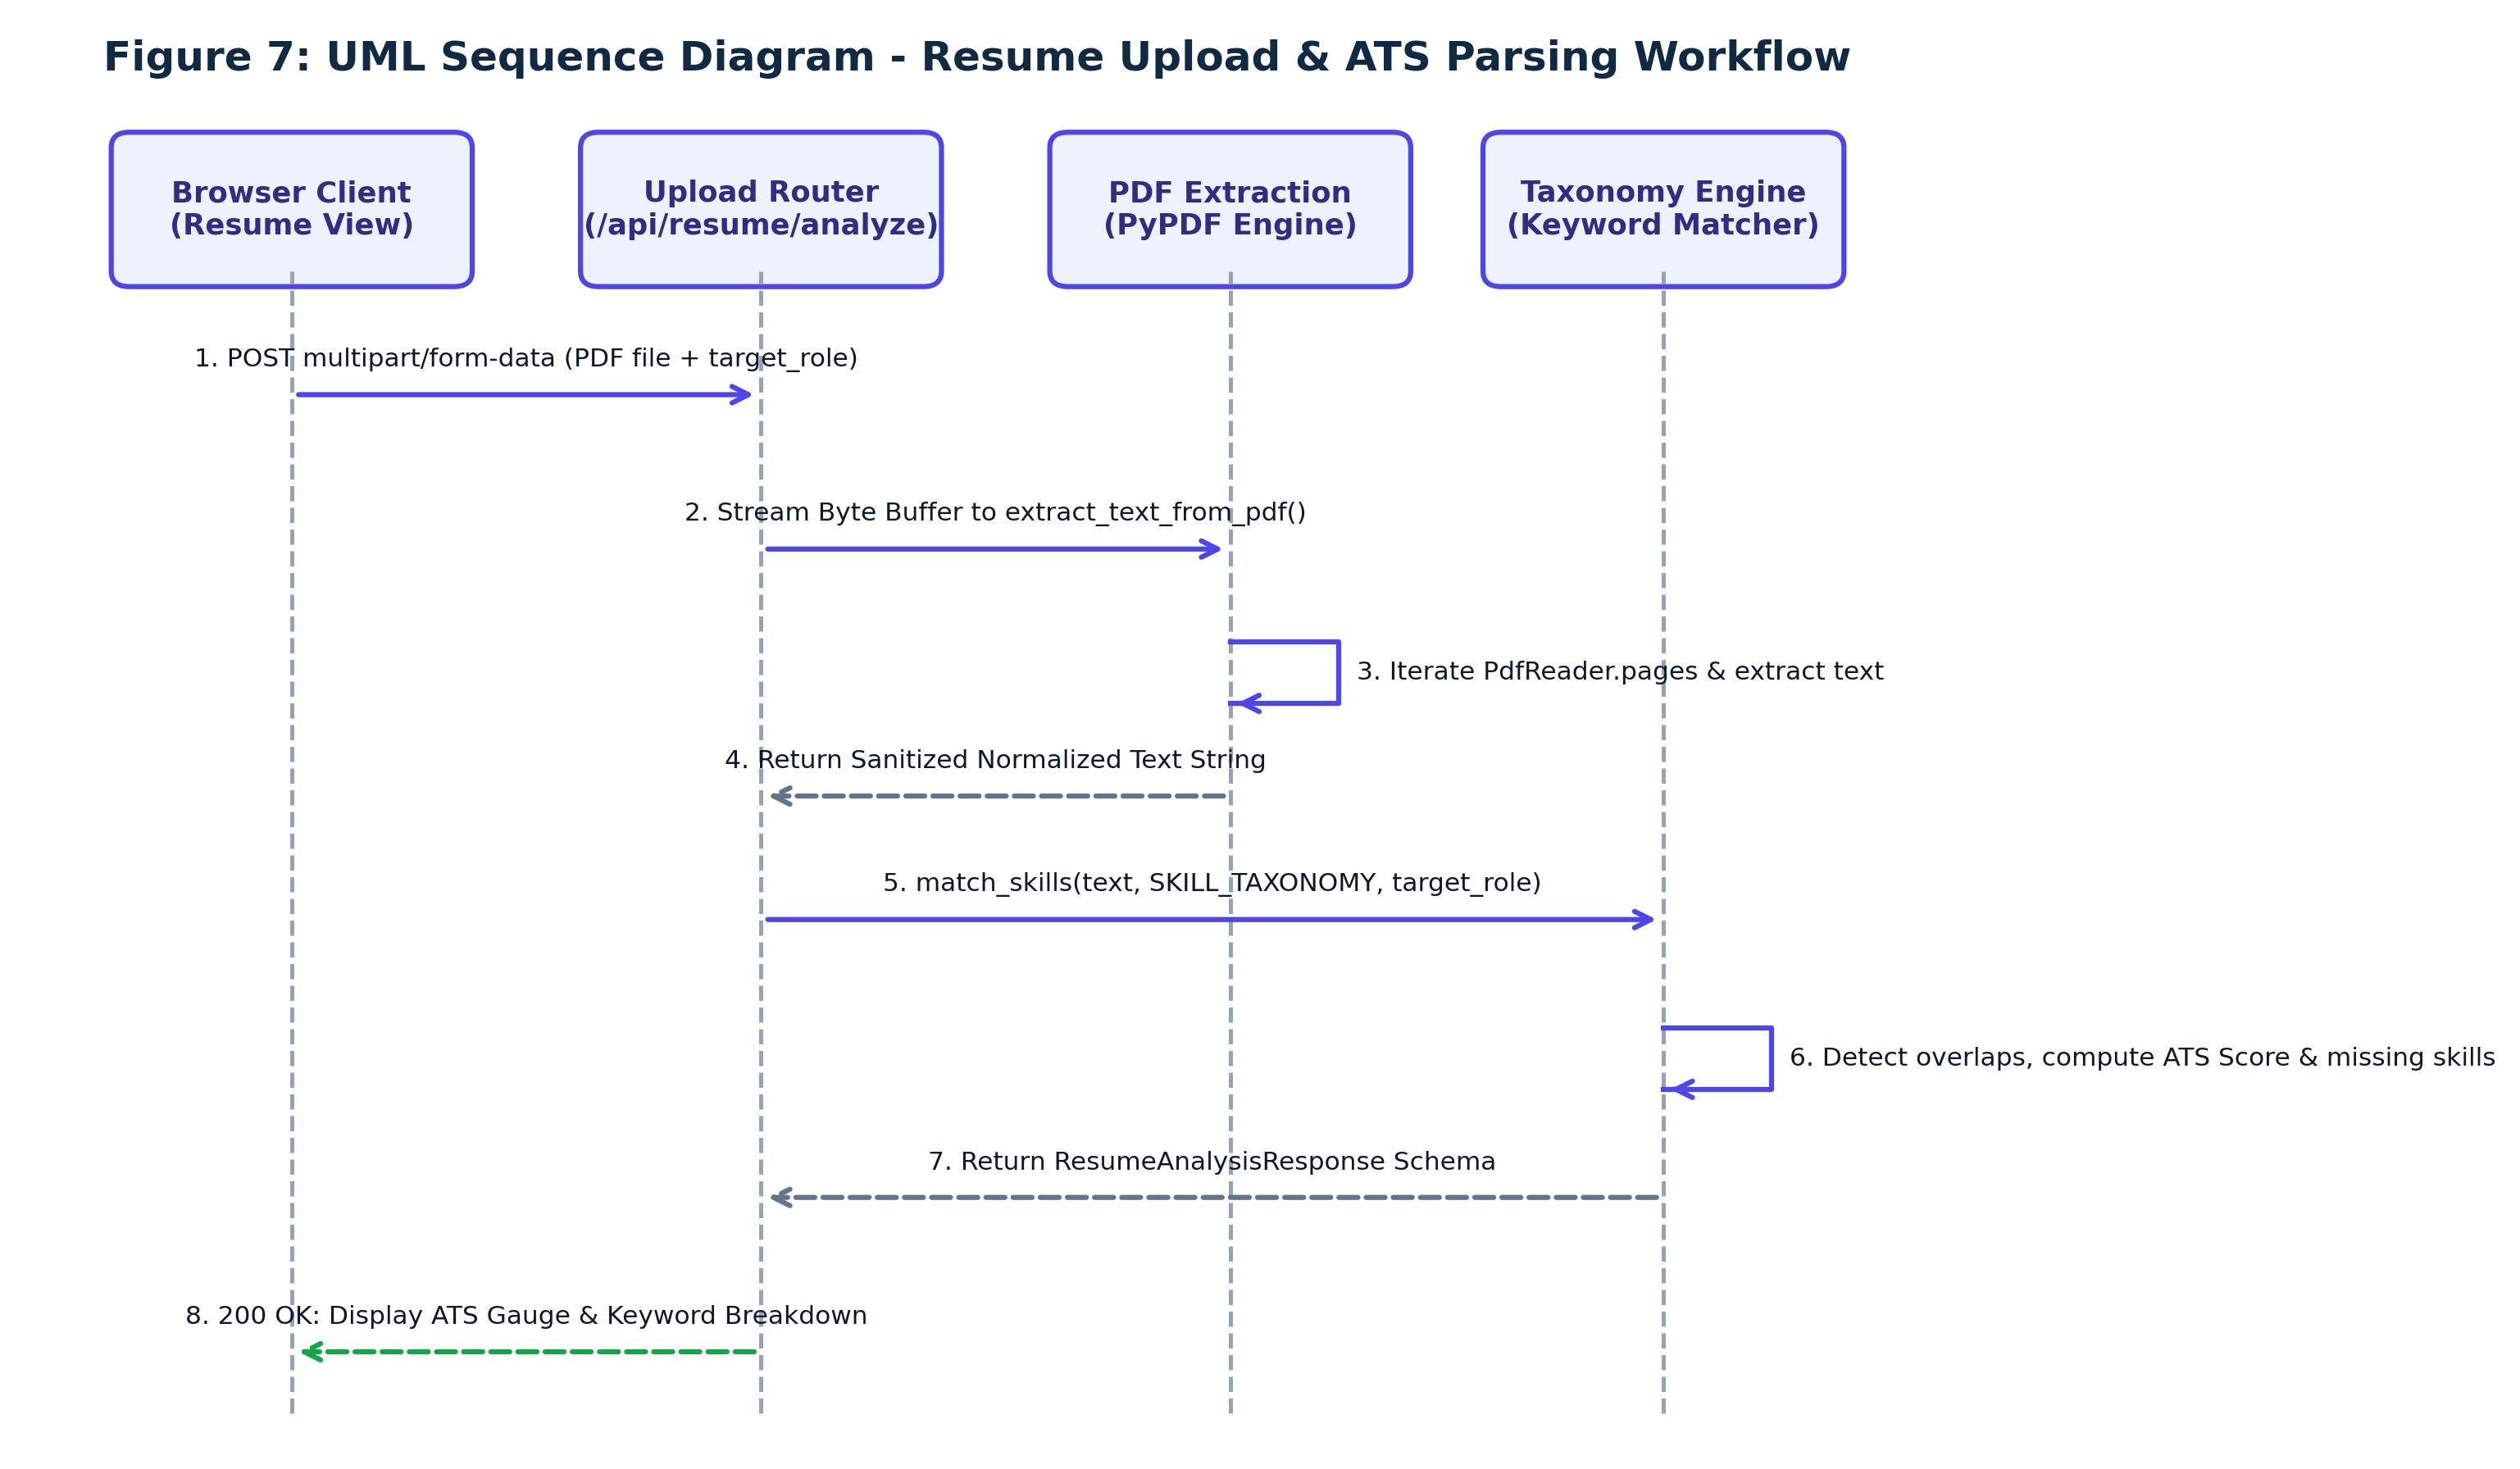 Figure 7: UML Sequence Diagram - Resume Upload & ATS Parsing Workflow
Browser Client
(Resume View)
Upload Router
(/api/resume/analyze)
PDF Extraction
(PyPDF Engine)
Taxonomy Engine
(Keyword Matcher)
1. POST multipart/form-data (PDF file + target_role)
2. Stream Byte Buffer to extract_text_from_pdf()
3. Iterate PdfReader.pages & extract text
4. Return Sanitized Normalized Text String
5. match_skills(text, SKILL_TAXONOMY, target_role)
6. Detect overlaps, compute ATS Score & missing skills
7. Return ResumeAnalysisResponse Schema
8. 200 OK: Display ATS Gauge & Keyword Breakdown